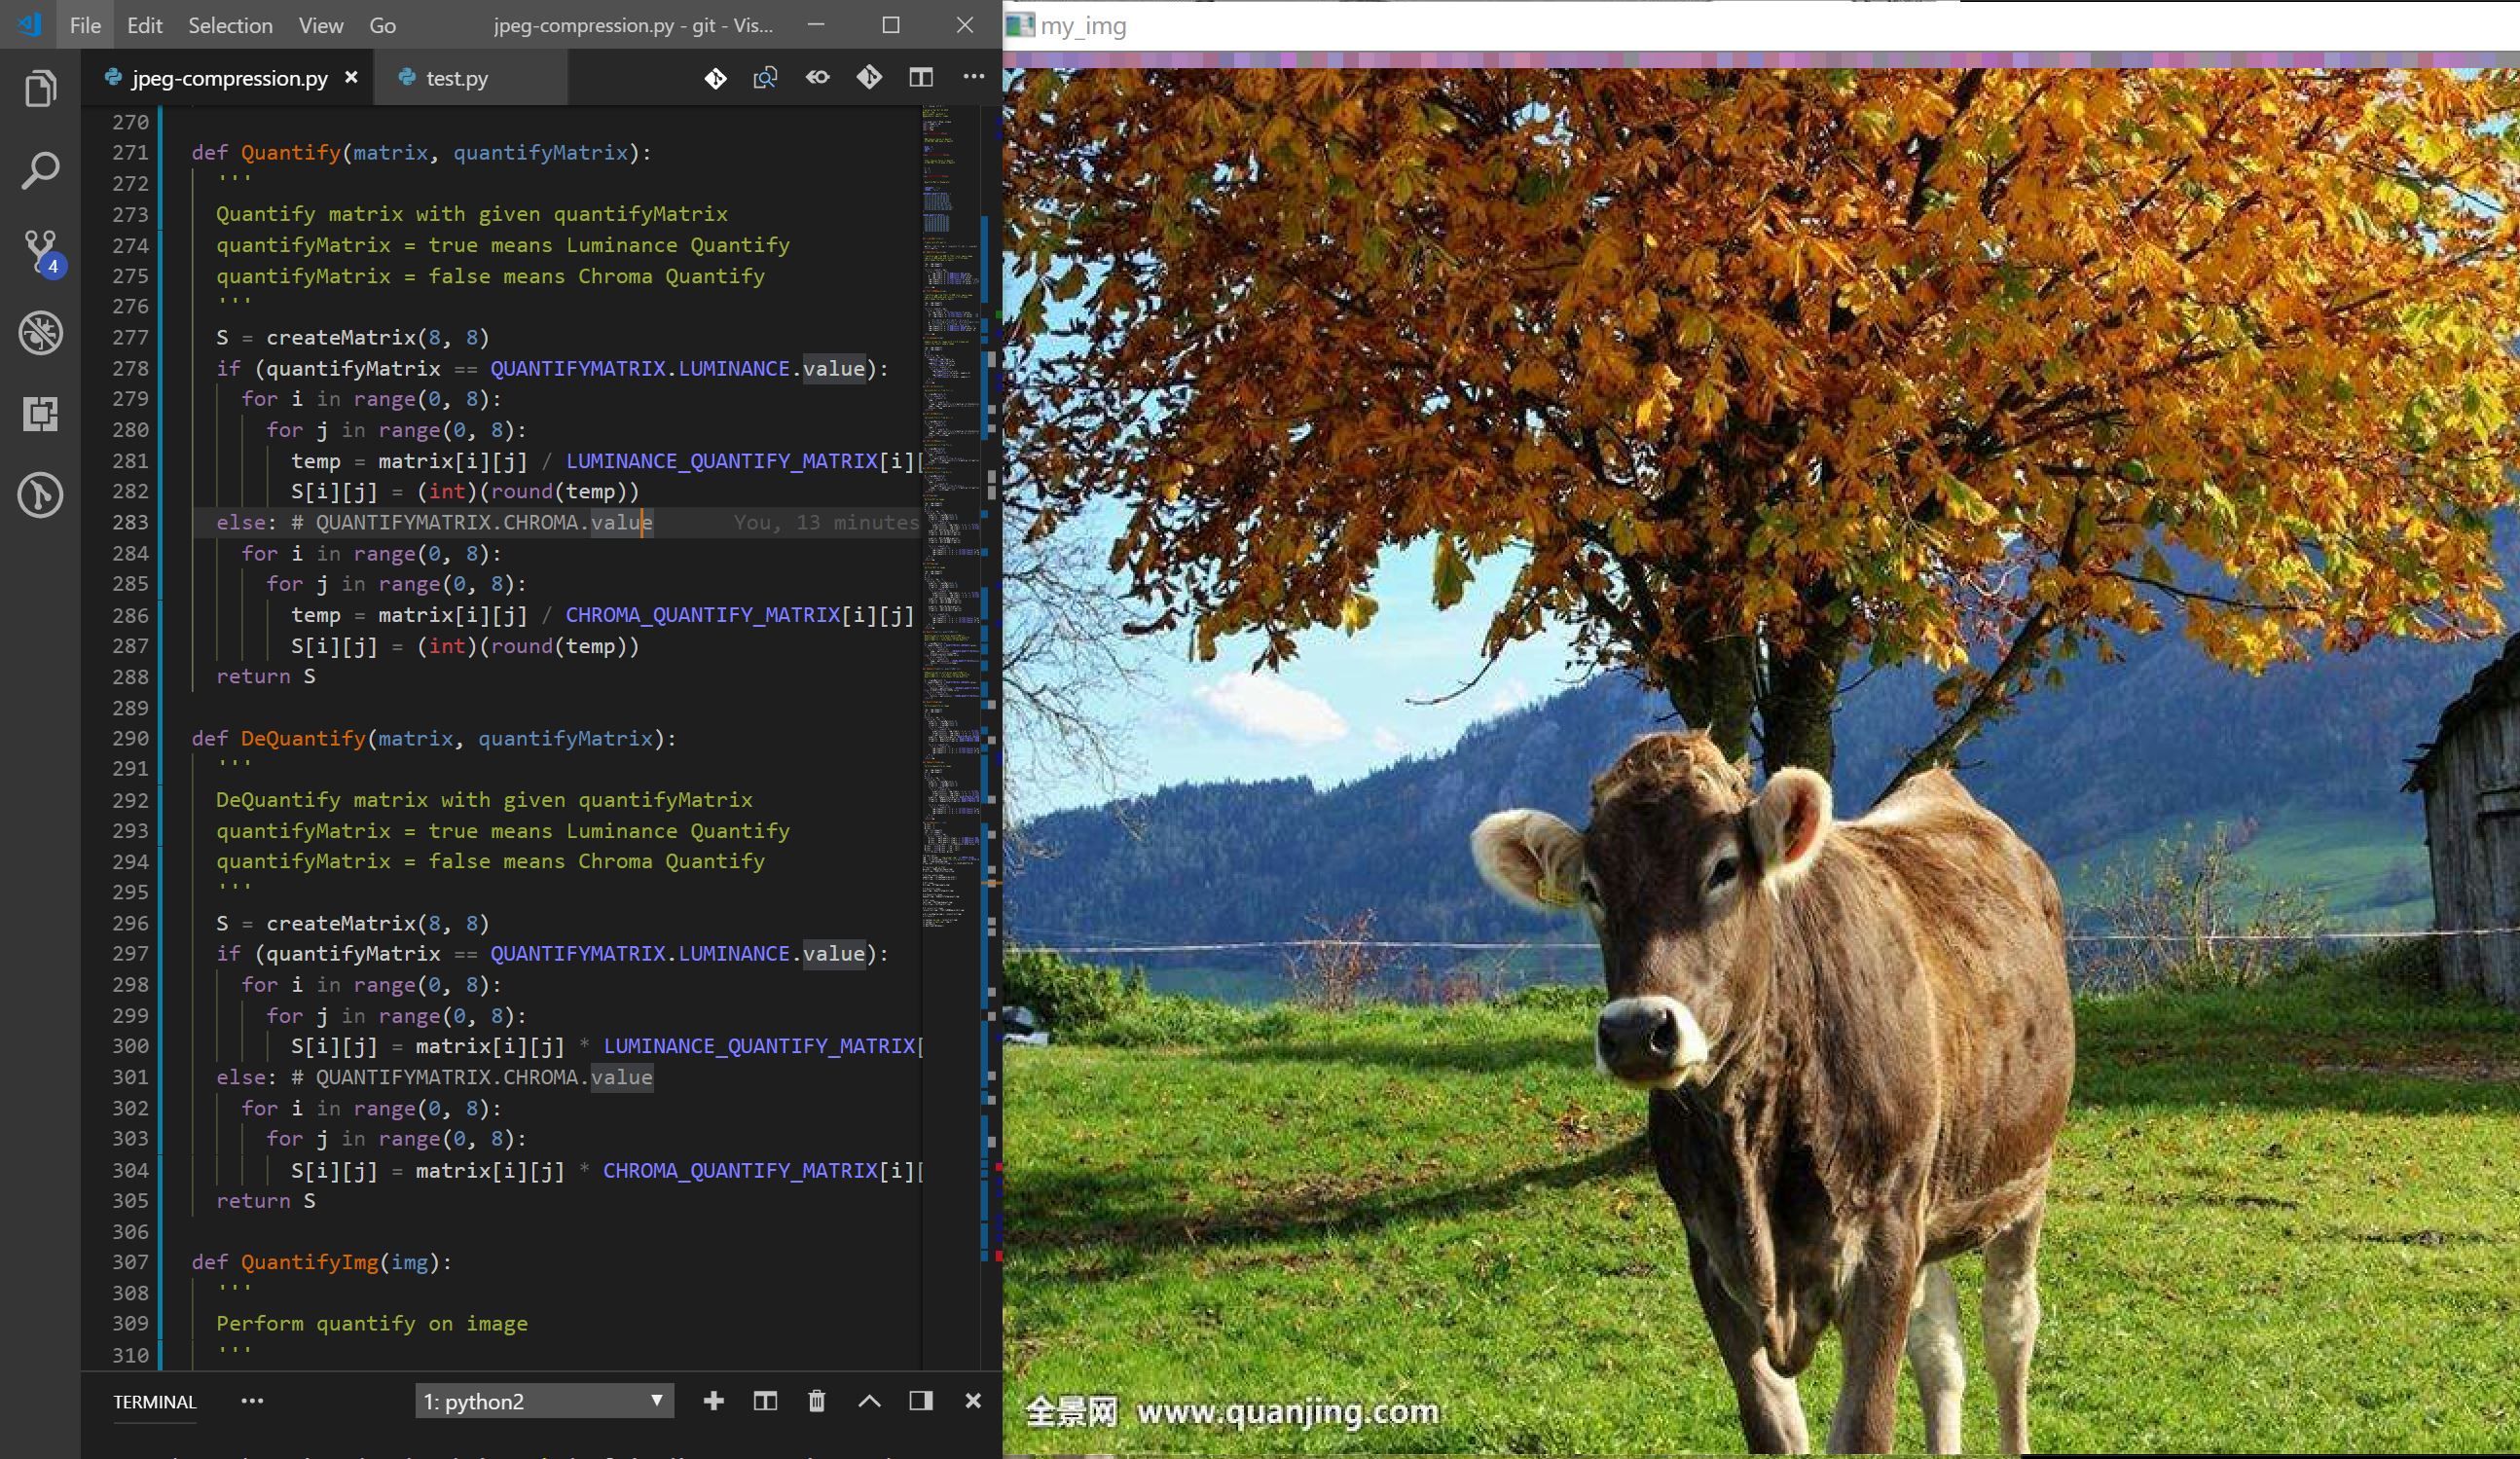 File Edit Selection View Go jpeg-compression.py - git - Vis...
jpeg-compression.py test.py
270
271 def Quantify(matrix, quantifyMatrix):
272 '''
273 Quantify matrix with given quantifyMatrix
274 quantifyMatrix = true means Luminance Quantify
275 quantifyMatrix = false means Chroma Quantify
276 '''
277 S = createMatrix(8, 8)
278 if (quantifyMatrix == QUANTIFYMATRIX.LUMINANCE.value):
279 for i in range(0, 8):
280 for j in range(0, 8):
281 temp = matrix[i][j] / LUMINANCE_QUANTIFY_MATRIX[i][
282 S[i][j] = (int)(round(temp))
283 else: # QUANTIFYMATRIX.CHROMA.value You, 13 minutes
284 for i in range(0, 8):
285 for j in range(0, 8):
286 temp = matrix[i][j] / CHROMA_QUANTIFY_MATRIX[i][j]
287 S[i][j] = (int)(round(temp))
288 return S
289
290 def DeQuantify(matrix, quantifyMatrix):
291 '''
292 DeQuantify matrix with given quantifyMatrix
293 quantifyMatrix = true means Luminance Quantify
294 quantifyMatrix = false means Chroma Quantify
295 '''
296 S = createMatrix(8, 8)
297 if (quantifyMatrix == QUANTIFYMATRIX.LUMINANCE.value):
298 for i in range(0, 8):
299 for j in range(0, 8):
300 S[i][j] = matrix[i][j] * LUMINANCE_QUANTIFY_MATRIX[
301 else: # QUANTIFYMATRIX.CHROMA.value
302 for i in range(0, 8):
303 for j in range(0, 8):
304 S[i][j] = matrix[i][j] * CHROMA_QUANTIFY_MATRIX[i][
305 return S
306
307 def QuantifyImg(img):
308 '''
309 Perform quantify on image
310 '''
4
TERMINAL ... 1: python2
my_img
全景网 www.quanjing.com